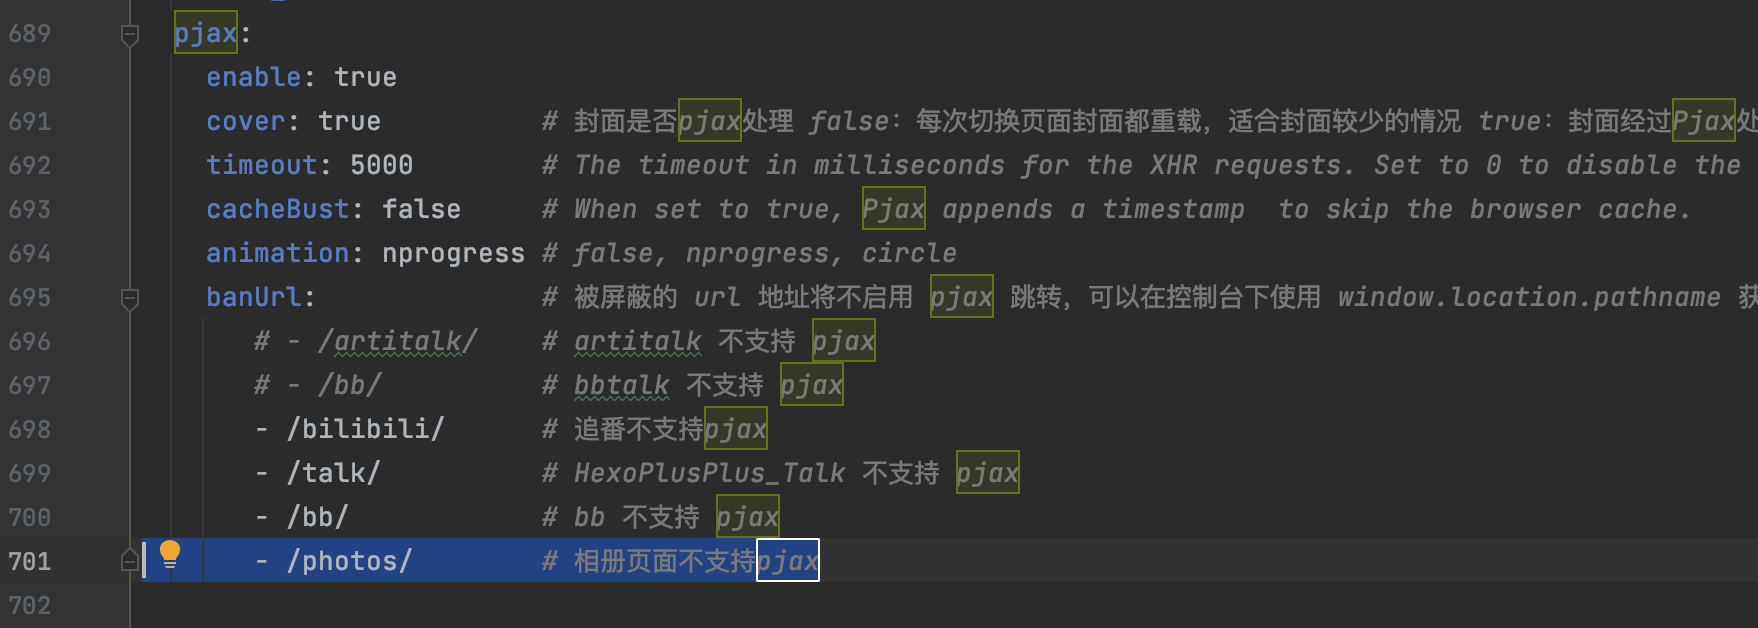 689 pjax:
690 enable: true
691 cover: true # 封面是否pjax处理 false：每次切换页面封面都重载，适合封面较少的情况 true：封面经过Pjax处
692 timeout: 5000 # The timeout in milliseconds for the XHR requests. Set to 0 to disable the
693 cacheBust: false # When set to true, Pjax appends a timestamp  to skip the browser cache.
694 animation: nprogress # false, nprogress, circle
695 banUrl: # 被屏蔽的 url 地址将不启用 pjax 跳转，可以在控制台下使用 window.location.pathname 获
696 # - /artitalk/ # artitalk 不支持 pjax
697 # - /bb/ # bbtalk 不支持 pjax
698 - /bilibili/ # 追番不支持pjax
699 - /talk/ # HexoPlusPlus_Talk 不支持 pjax
700 - /bb/ # bb 不支持 pjax
701 - /photos/ # 相册页面不支持pjax
702